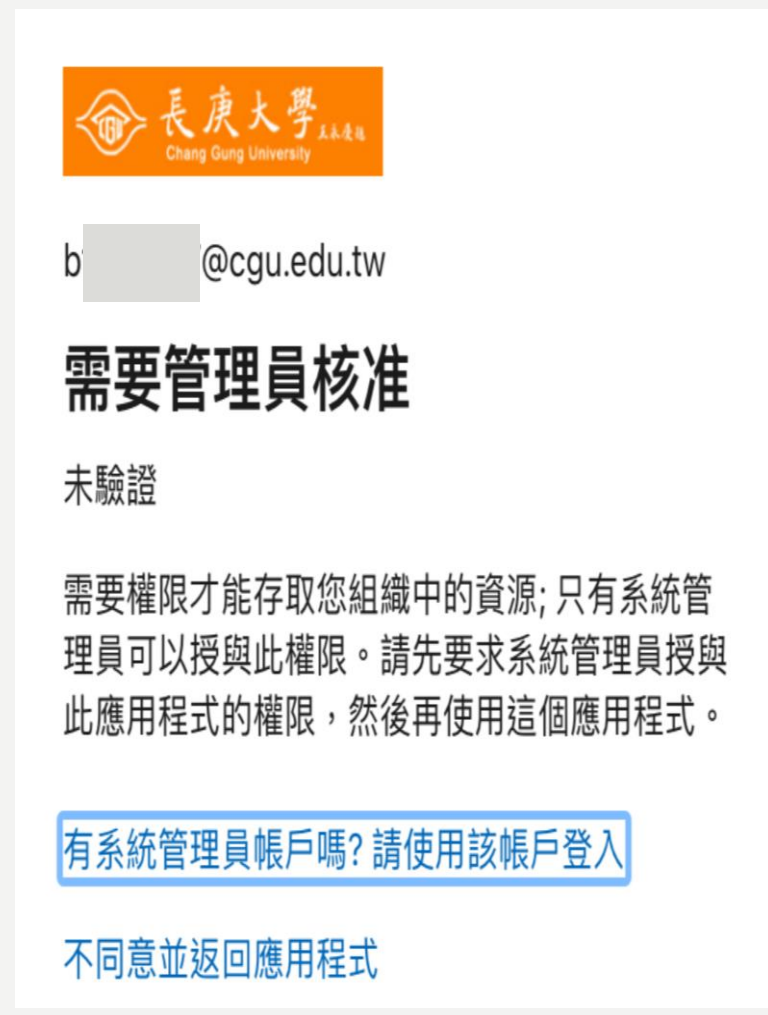 長庚大學
Chang Gung University
b
@cgu.edu.tw
需要管理員核准
未驗證
需要權限才能存取您組織中的資源; 只有系統管
理員可以授與此權限。請先要求系統管理員授與
此應用程式的權限，然後再使用這個應用程式。
有系統管理員帳戶嗎? 請使用該帳戶登入
不同意並返回應用程式